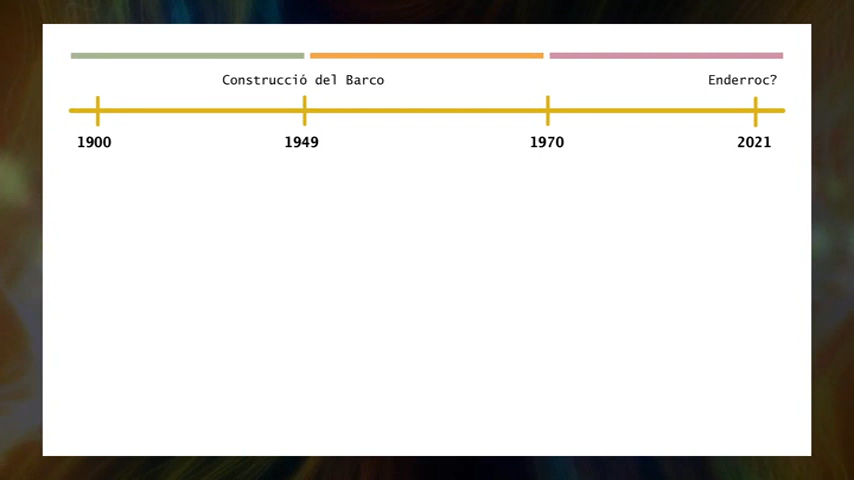 Construcció del Barco
Enderroc?
1900
1949
1970
2021